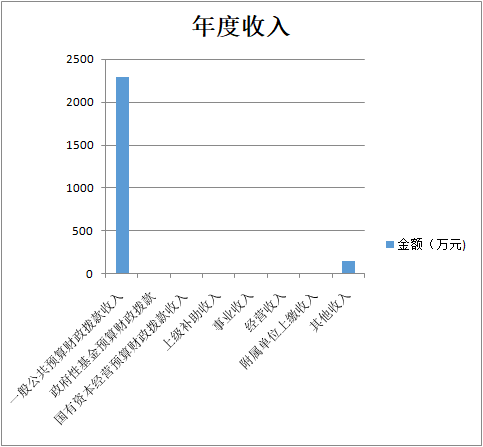 年度收入
2500
2000
1500
1000
500
0
一般公共预算财政拨款收入
政府性基金预算财政拨款
国有资本经营预算财政拨款收入
上级补助收入
事业收入
经营收入
附属单位上缴收入
其他收入
金额（万元)